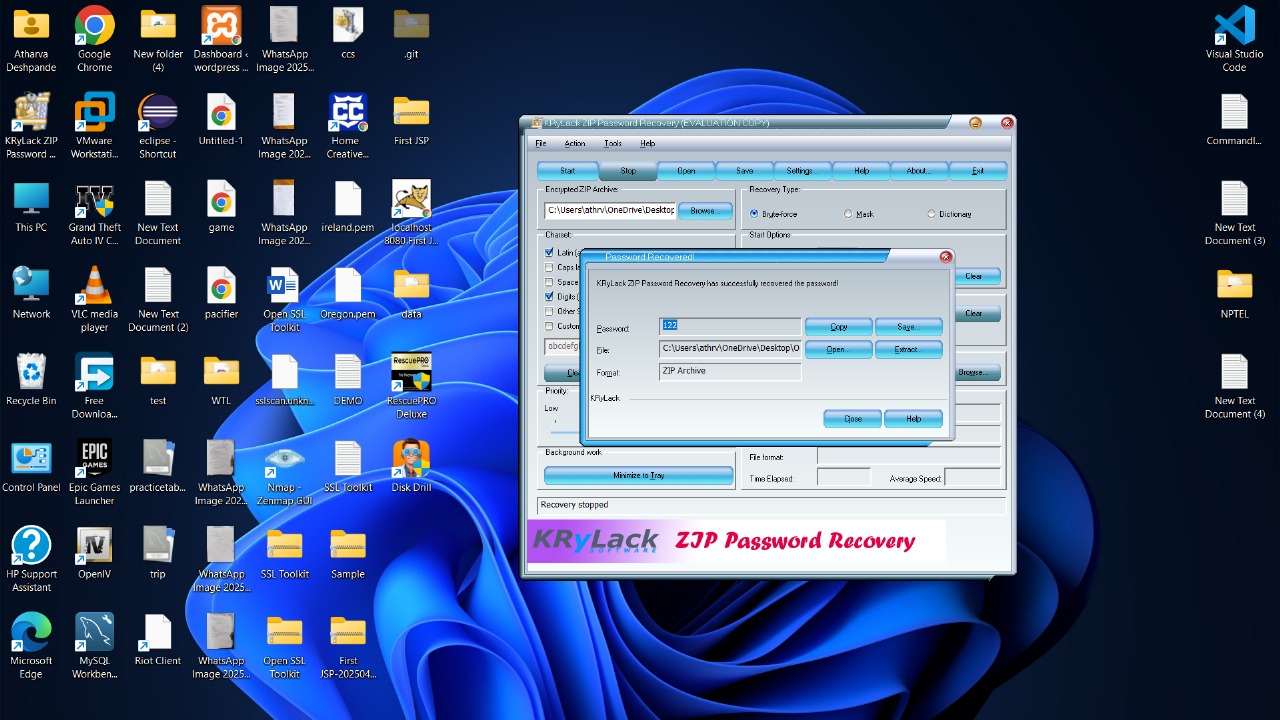 Atharva
Deshpande
Google
Chrome
New folder
(4)
Dashboard ‹
wordpress ...
WhatsApp
Image 2025...
ccs
.git
KRyLack ZIP
Password ...
VMware
Workstati...
eclipse -
Shortcut
Untitled-1
WhatsApp
Image 202...
Home
Creative...
First JSP
This PC
Grand Theft
Auto IV C...
New Text
Document
game
WhatsApp
Image 202...
ireland.pem
localhost
8080 First J...
Network
VLC media
player
New Text
Document (2)
pacifier
Open SSL
Toolkit
Oregon.pem
data
Recycle Bin
Free
Downloa...
test
WTL
sslscan.unkn...
DEMO
RescuePRO
Deluxe
Control Panel
Epic Games
Launcher
practicetab...
WhatsApp
Image 202...
Nmap -
Zenmap GUI
SSL Toolkit
Disk Drill
HP Support
Assistant
OpenIV
trip
WhatsApp
Image 2025...
SSL Toolkit
Sample
Microsoft
Edge
MySQL
Workben...
Riot Client
WhatsApp
Image 2025...
Open SSL
Toolkit
First
JSP-202504...
KRyLack ZIP Password Recovery (EVALUATION COPY)
File Action Tools Help
Start Stop Open Save Settings... Help About... Exit
Encrypted ZIP Archive:
C:\Users\athrv\OneDrive\Desktop
Browse...
Recovery Type:
Brute-force Mask Dictionary
Charset:
Start Options
Latin
Caps
Space
Digits
Custom
abcdefg
Clear
Clear
Browse...
Priority:
Low
Password Recovered!
KRyLack ZIP Password Recovery has successfully recovered the password!
Password: 122 Copy Save...
File: C:\Users\athrv\OneDrive\Desktop\O Open... Extract...
Format: ZIP Archive
KRyLack
Close Help
Background work:
Minimize to Tray
File format:
Time Elapsed: Average Speed:
Recovery stopped
KRyLack
SOFTWARE
ZIP Password Recovery
Visual Studio
Code
Commandl...
New Text
Document (3)
NPTEL
New Text
Document (4)